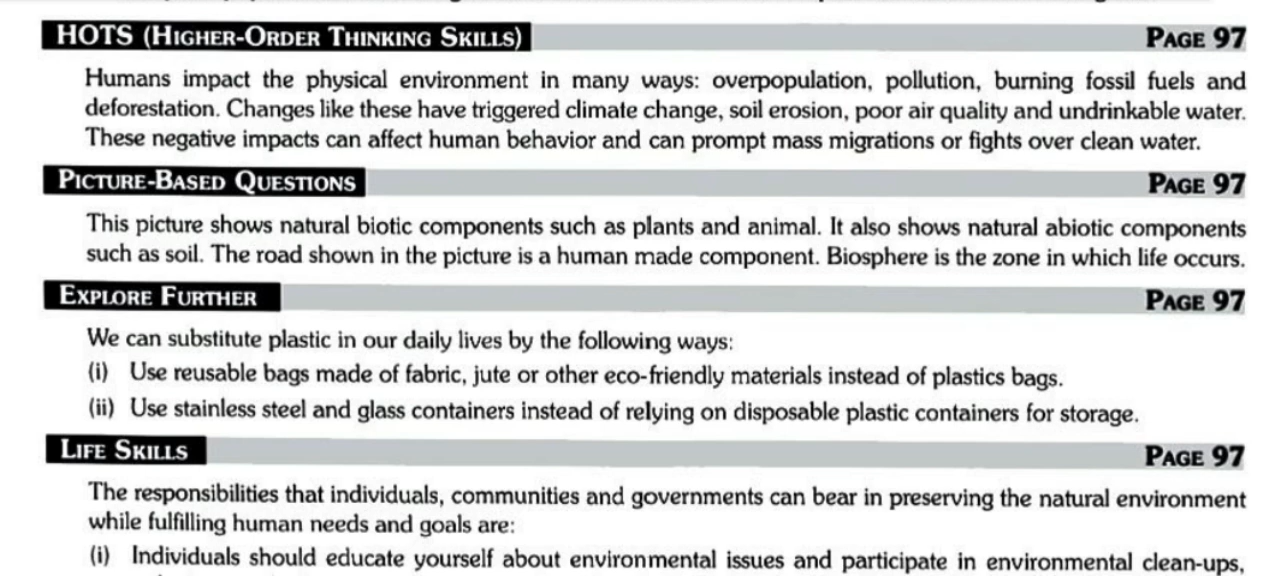 HOTS (HIGHER-ORDER THINKING SKILLS) PAGE 97
Humans impact the physical environment in many ways: overpopulation, pollution, burning fossil fuels and
deforestation. Changes like these have triggered climate change, soil erosion, poor air quality and undrinkable water.
These negative impacts can affect human behavior and can prompt mass migrations or fights over clean water.
PICTURE-BASED QUESTIONS PAGE 97
This picture shows natural biotic components such as plants and animal. It also shows natural abiotic components
such as soil. The road shown in the picture is a human made component. Biosphere is the zone in which life occurs.
EXPLORE FURTHER PAGE 97
We can substitute plastic in our daily lives by the following ways:
(i) Use reusable bags made of fabric, jute or other eco-friendly materials instead of plastics bags.
(ii) Use stainless steel and glass containers instead of relying on disposable plastic containers for storage.
LIFE SKILLS PAGE 97
The responsibilities that individuals, communities and governments can bear in preserving the natural environment
while fulfilling human needs and goals are:
(i) Individuals should educate yourself about environmental issues and participate in environmental clean-ups,